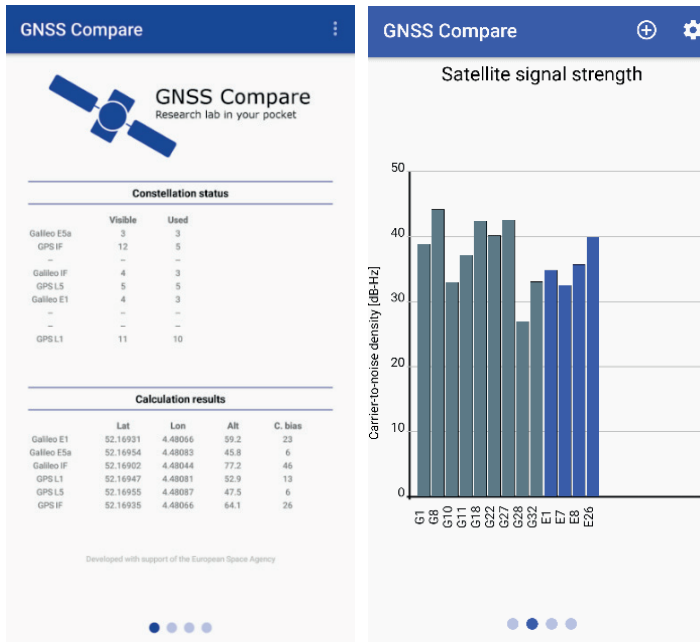 GNSS Compare
GNSS Compare
Research lab in your pocket
Constellation status
Visible Used
Galileo E5a 3 3
GPS IF 12 5
– – –
Galileo IF 4 3
GPS L5 5 5
Galileo E1 4 3
– – –
– – –
GPS L1 11 10
Calculation results
Lat Lon Alt C. bias
Galileo E1 52.16931 4.48066 59.2 23
Galileo E5a 52.16954 4.48083 45.8 6
Galileo IF 52.16902 4.48044 77.2 46
GPS L1 52.16947 4.48081 52.9 13
GPS L5 52.16955 4.48087 47.5 6
GPS IF 52.16935 4.48066 64.1 26
Developed with support of the European Space Agency
GNSS Compare
Satellite signal strength
Carrier-to-noise density [dB-Hz]
50
40
30
20
10
0
G1 G8 G10 G11 G18 G22 G27 G28 G32 E1 E7 E8 E26